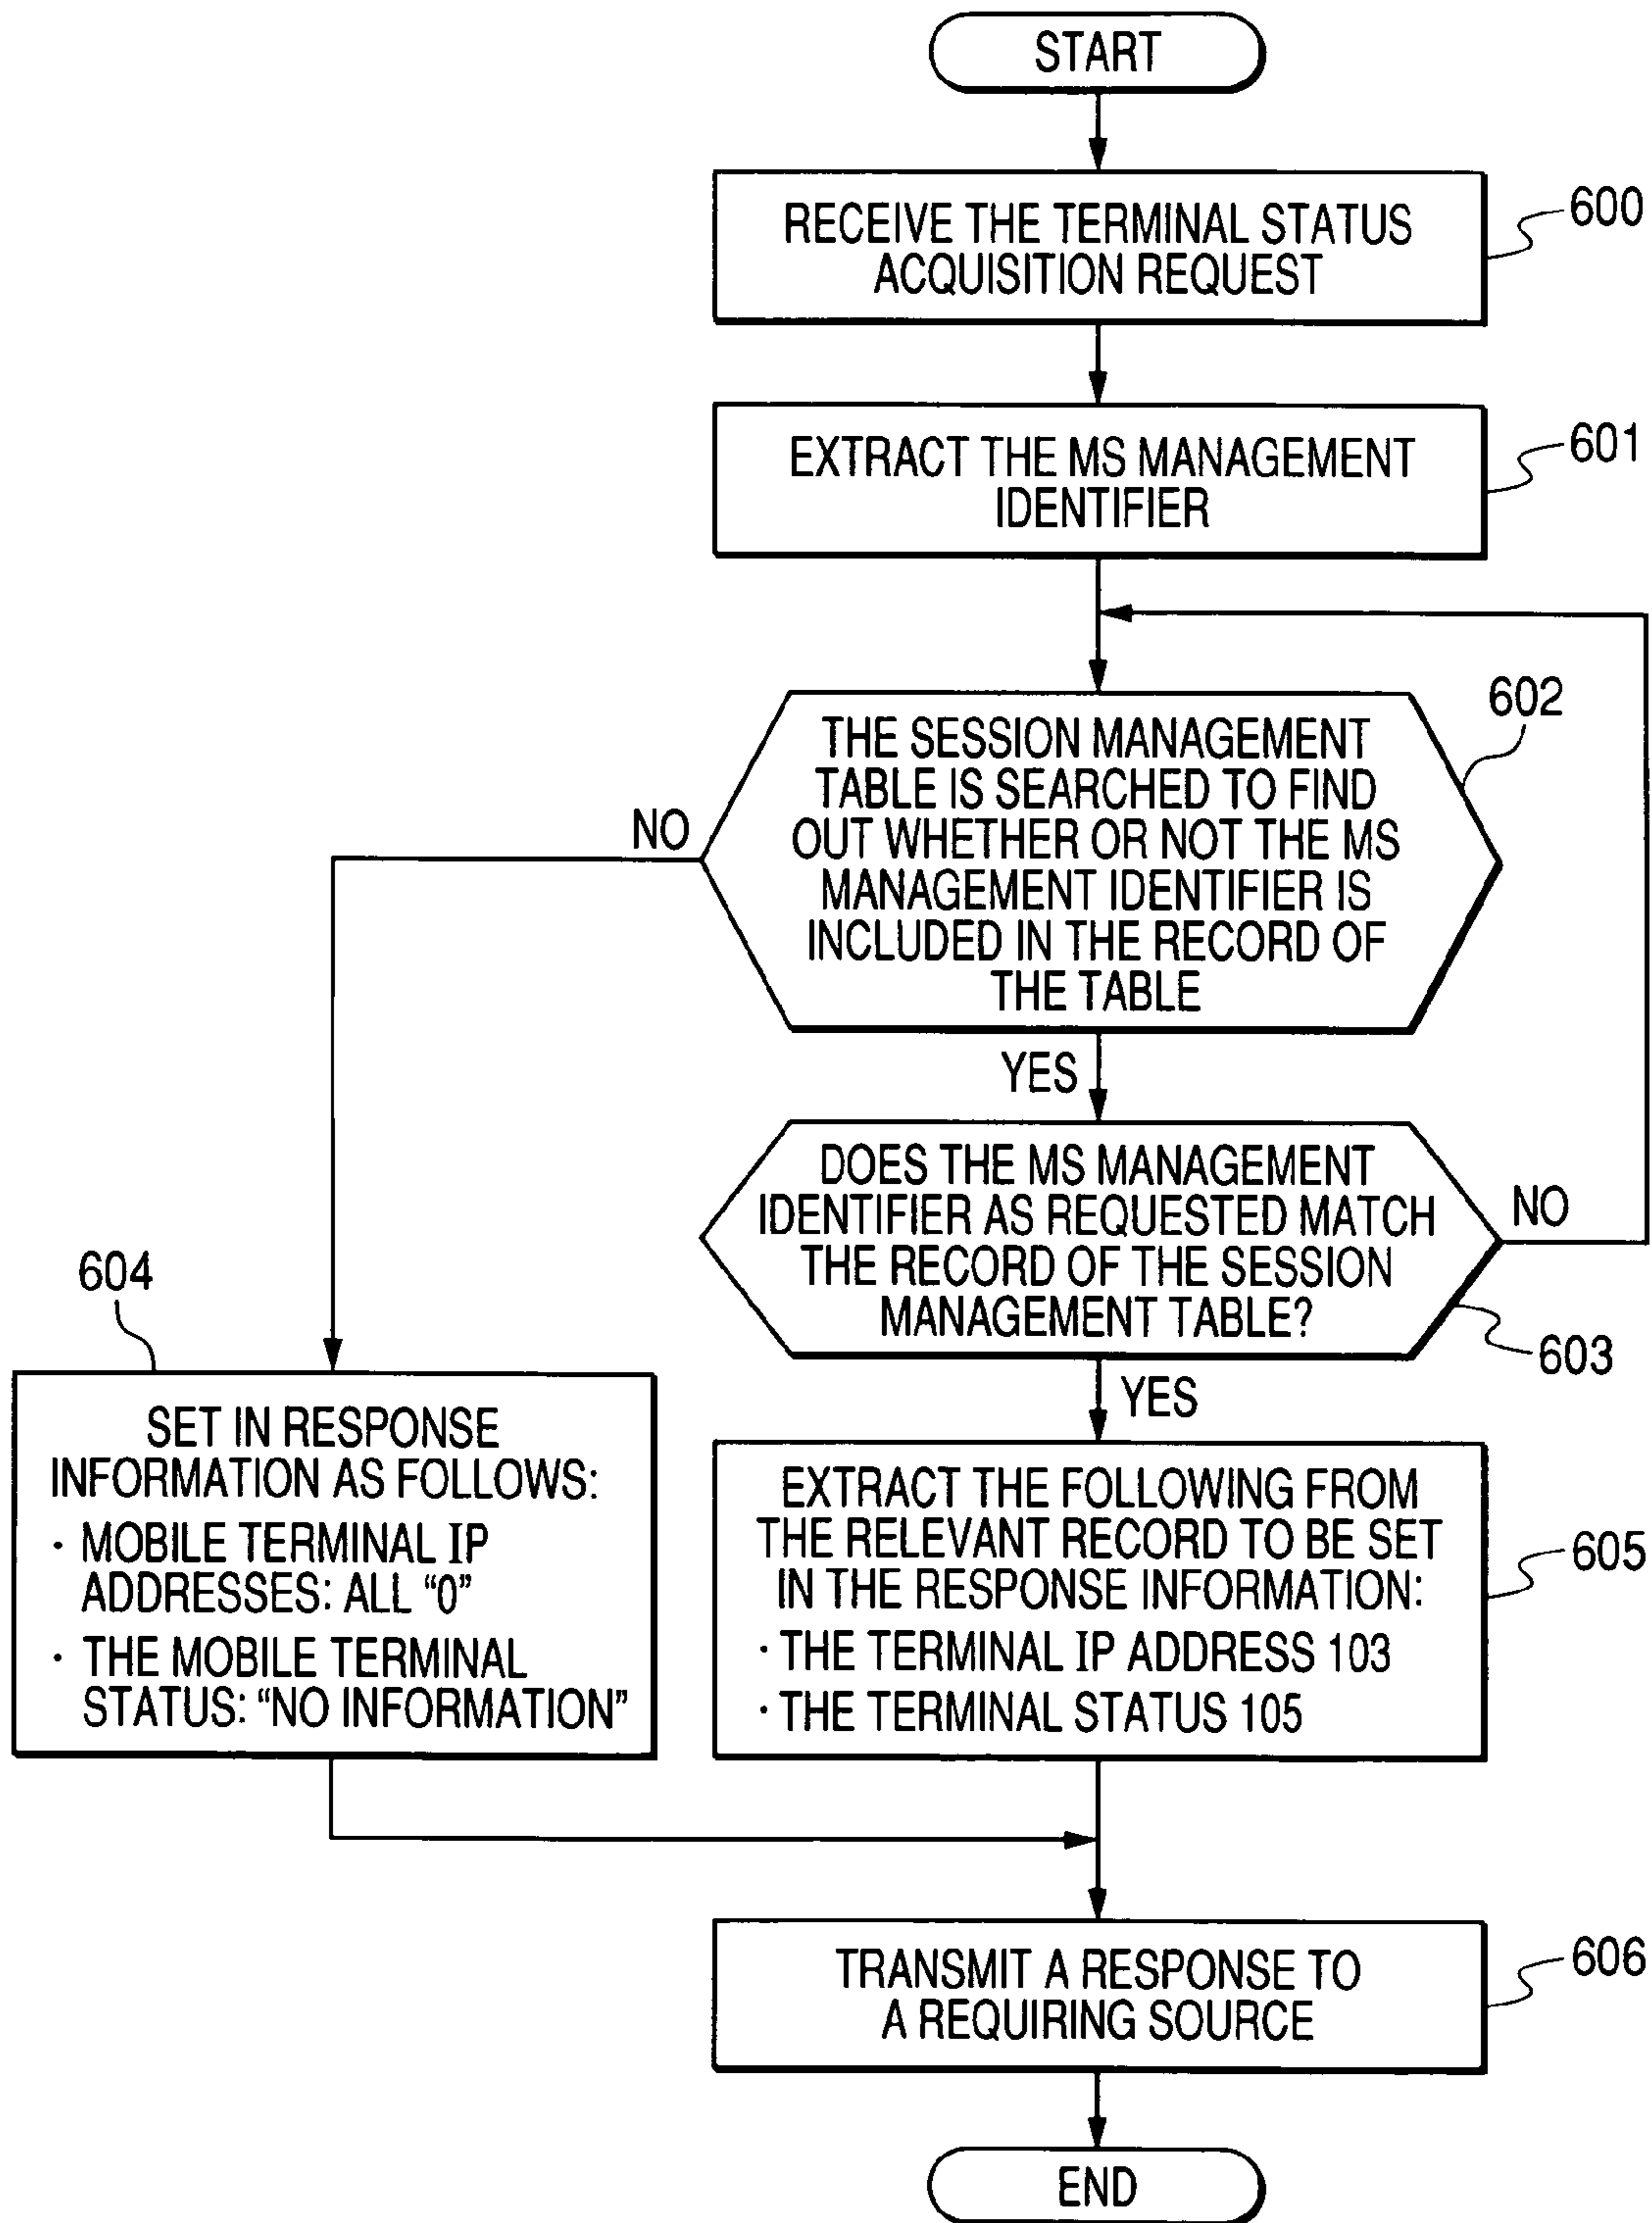 START
RECEIVE THE TERMINAL STATUS
ACQUISITION REQUEST
600
EXTRACT THE MS MANAGEMENT
IDENTIFIER
601
602
THE SESSION MANAGEMENT
TABLE IS SEARCHED TO FIND
OUT WHETHER OR NOT THE MS
MANAGEMENT IDENTIFIER IS
INCLUDED IN THE RECORD OF
THE TABLE
NO
YES
DOES THE MS MANAGEMENT
IDENTIFIER AS REQUESTED MATCH
THE RECORD OF THE SESSION
MANAGEMENT TABLE?
NO
603
YES
604
SET IN RESPONSE
INFORMATION AS FOLLOWS:
· MOBILE TERMINAL IP
ADDRESSES: ALL “0”
· THE MOBILE TERMINAL
STATUS: “NO INFORMATION”
EXTRACT THE FOLLOWING FROM
THE RELEVANT RECORD TO BE SET
IN THE RESPONSE INFORMATION:
· THE TERMINAL IP ADDRESS 103
· THE TERMINAL STATUS 105
605
TRANSMIT A RESPONSE TO
A REQUIRING SOURCE
606
END